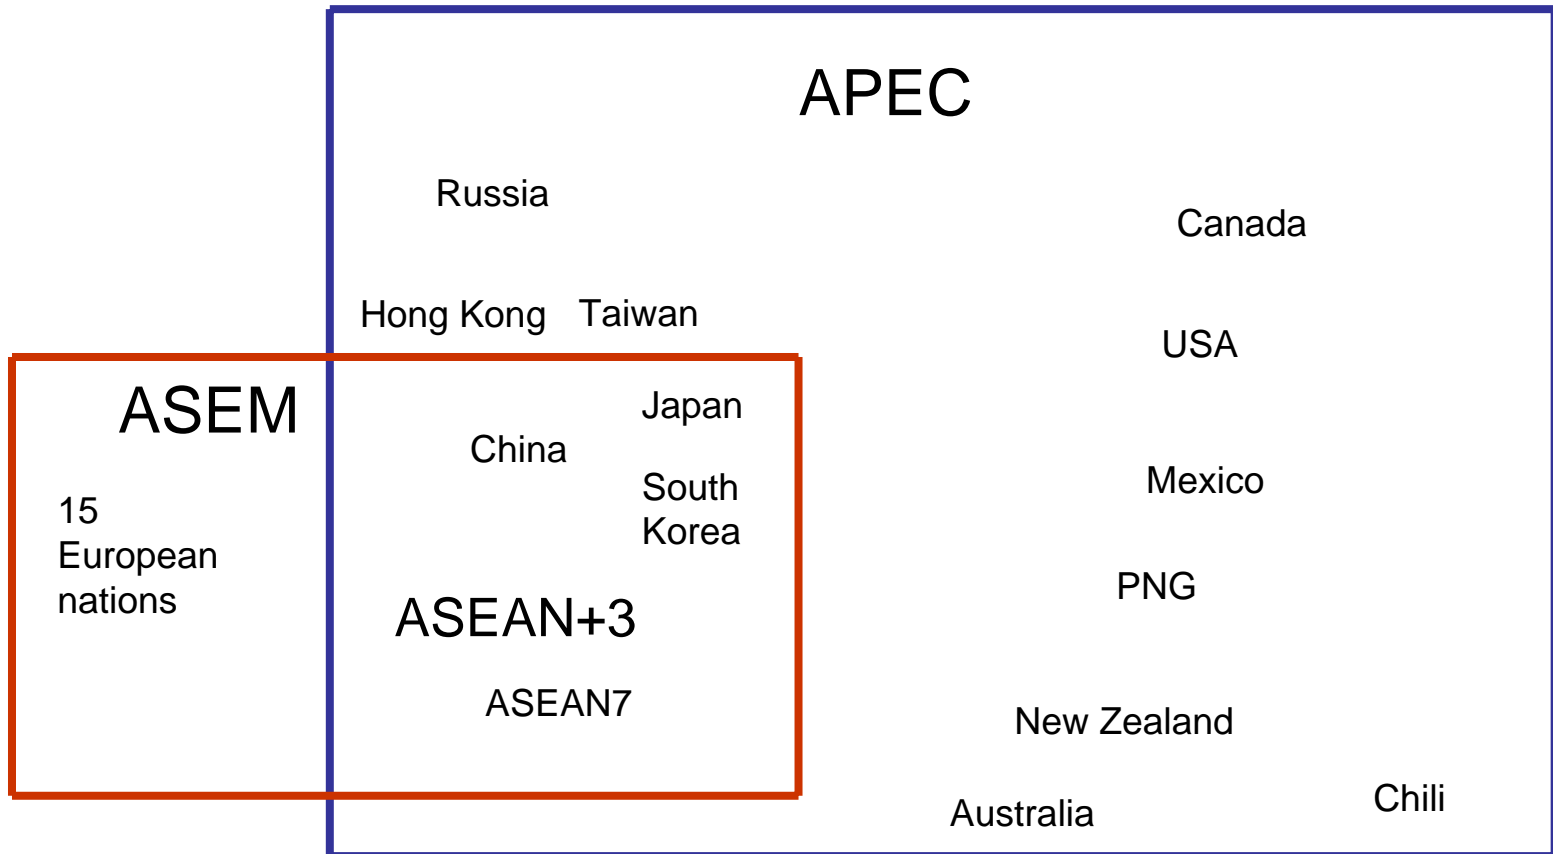 APEC
Russia
Canada
Hong Kong
Taiwan
USA
ASEM
Japan
China
South
Korea
Mexico
15
European
nations
PNG
ASEAN+3
ASEAN7
New Zealand
Australia
Chili